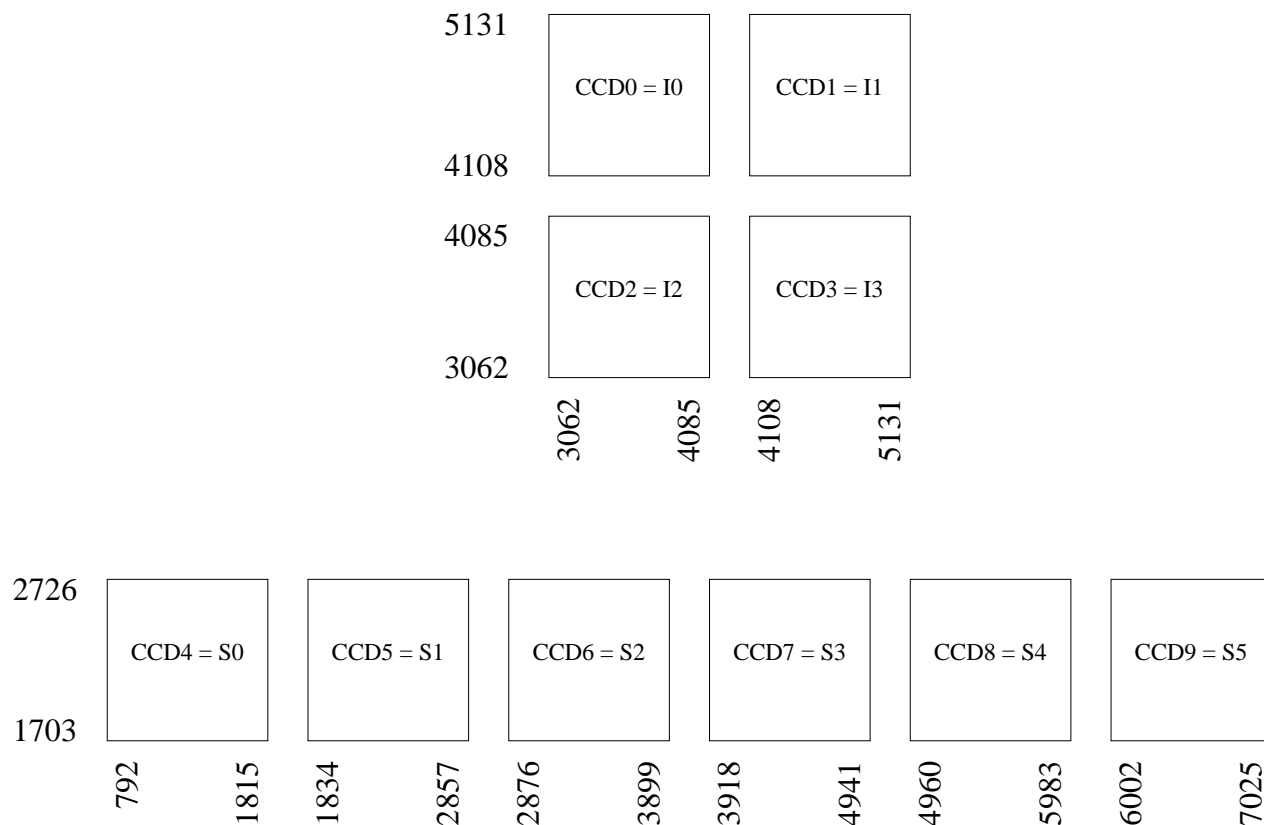 5131
CCD0 = I0
CCD1 = I1
4108
4085
CCD2 = I2
CCD3 = I3
3062
3062
4085
4108
5131
2726
CCD4 = S0
CCD5 = S1
CCD6 = S2
CCD7 = S3
CCD8 = S4
CCD9 = S5
1703
792
1815
1834
2857
2876
3899
3918
4941
4960
5983
6002
7025